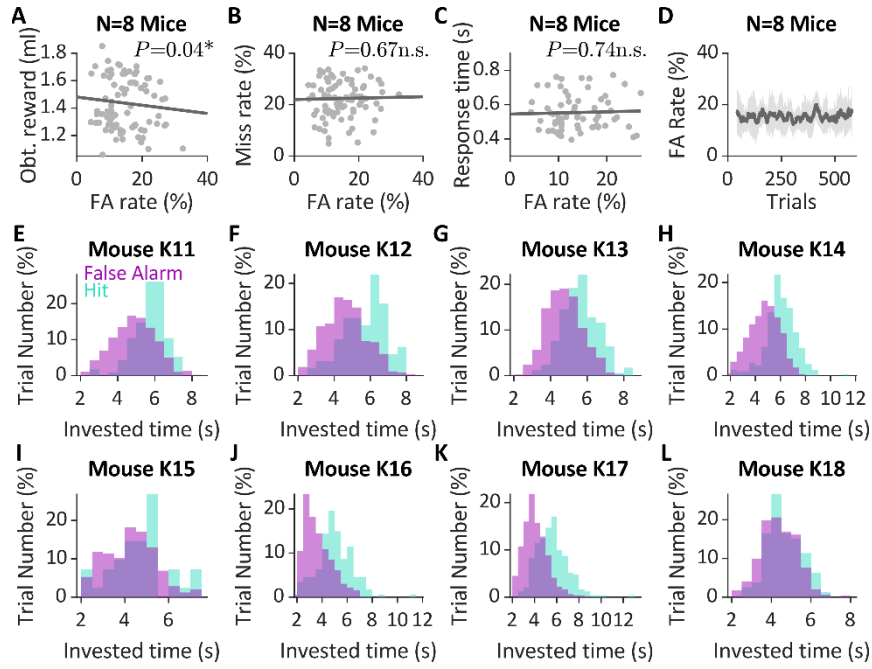 A N=8 Mice
P=0.04*
Obt. reward (ml)
1.8
1.6
1.4
1.2
0 20 40
FA rate (%)
B N=8 Mice
P=0.67n.s.
Miss rate (%)
40
20
0
0 20 40
FA rate (%)
C N=8 Mice
P=0.74n.s.
Response time (s)
0.8
0.6
0.4
0 10 20
FA rate (%)
D N=8 Mice
FA Rate (%)
40
20
0
0 250 500
Trials
E Mouse K11
False Alarm
Hit
Trial Number (%)
20
10
0
2 4 6 8
Invested time (s)
F Mouse K12
Trial Number (%)
20
10
0
2 4 6 8
Invested time (s)
G Mouse K13
Trial Number (%)
20
10
0
2 4 6 8
Invested time (s)
H Mouse K14
Trial Number (%)
20
10
0
2 4 6 8 10 12
Invested time (s)
I Mouse K15
Trial Number (%)
20
10
0
2 4 6
Invested time (s)
J Mouse K16
Trial Number (%)
20
10
0
2 4 6 8 10 12
Invested time (s)
K Mouse K17
Trial Number (%)
20
10
0
2 4 6 8 10 12
Invested time (s)
L Mouse K18
Trial Number (%)
20
10
0
2 4 6 8
Invested time (s)